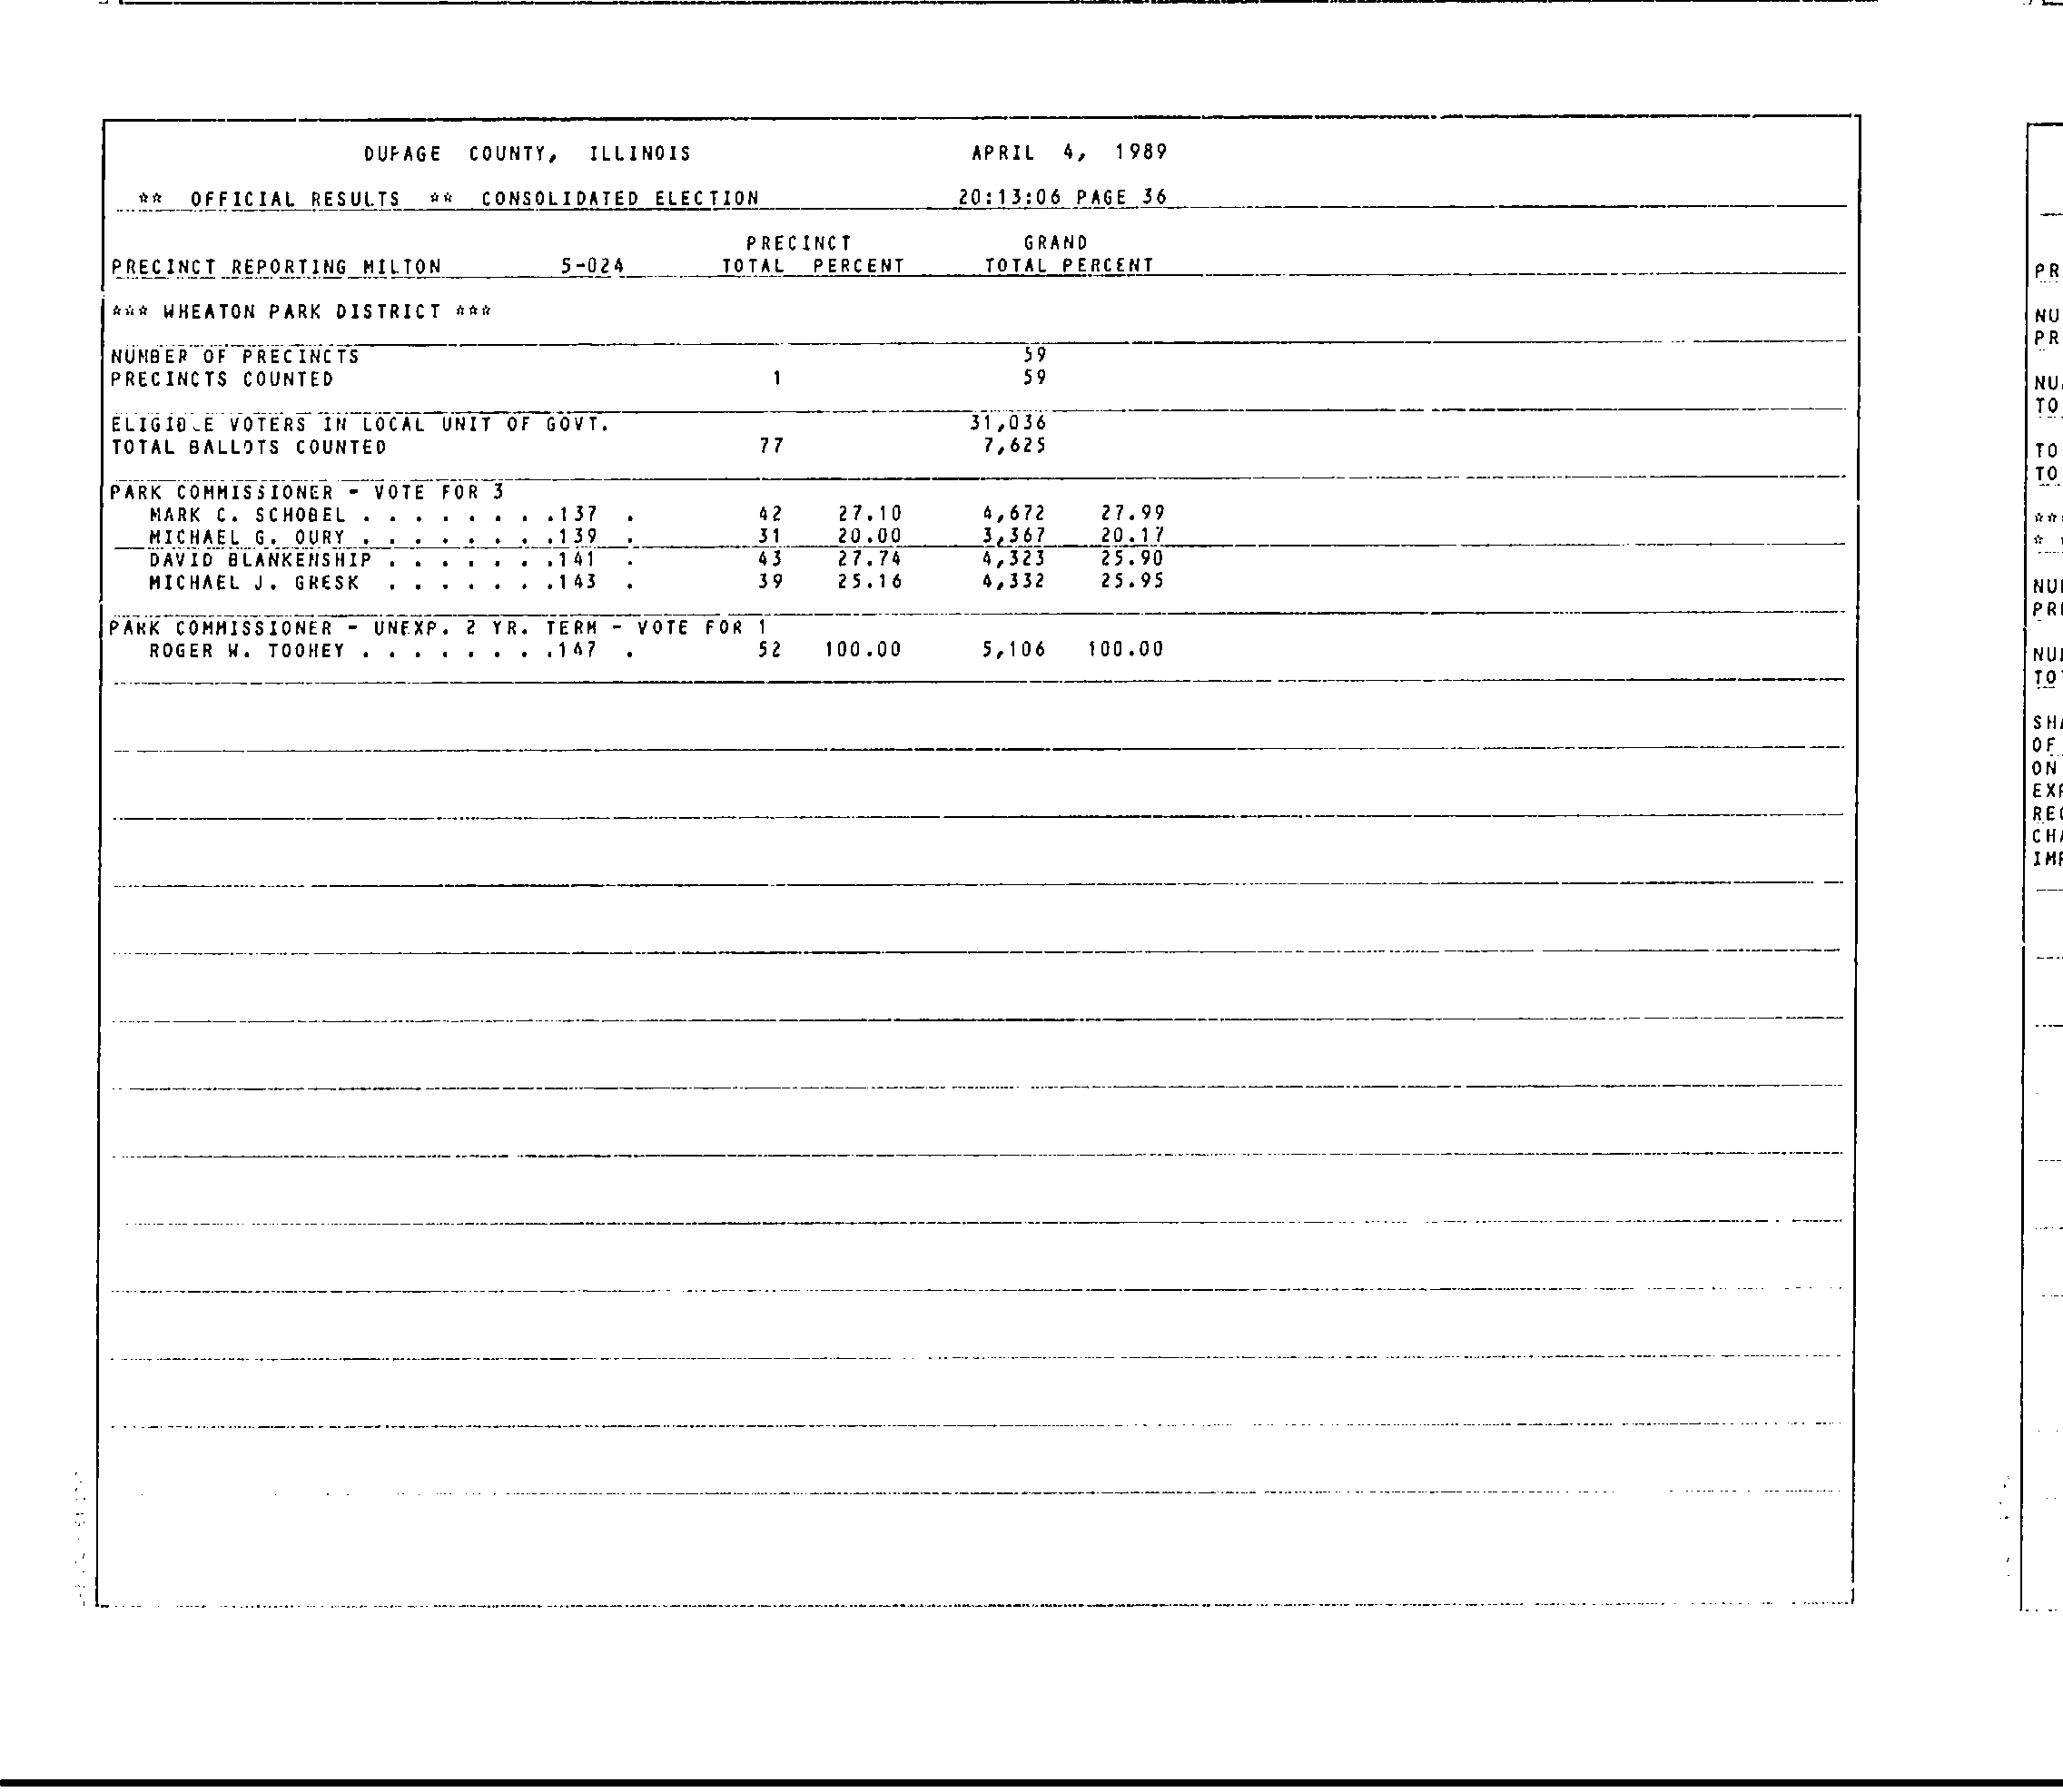 DUPAGE COUNTY, ILLINOIS APRIL 4, 1989
** OFFICIAL RESULTS ** CONSOLIDATED ELECTION 20:13:06 PAGE 36
PRECINCT GRAND
PRECINCT REPORTING MILTON 5-024 TOTAL PERCENT TOTAL PERCENT
*** WHEATON PARK DISTRICT ***
NUMBER OF PRECINCTS 59
PRECINCTS COUNTED 1 59
ELIGIBLE VOTERS IN LOCAL UNIT OF GOVT. 31,036
TOTAL BALLOTS COUNTED 77 7,625
PARK COMMISSIONER - VOTE FOR 3
MARK C. SCHOBEL . . . . . . . .137 . 42 27.10 4,672 27.99
MICHAEL G. OURY . . . . . . . .139 . 31 20.00 3,367 20.17
DAVID BLANKENSHIP . . . . . . .141 . 43 27.74 4,323 25.90
MICHAEL J. GRESK . . . . . . .143 . 39 25.16 4,332 25.95
PARK COMMISSIONER - UNEXP. 2 YR. TERM - VOTE FOR 1
ROGER W. TOOHEY . . . . . . . .147 . 52 100.00 5,106 100.00
PR
NU
PR
NU
TO
TO
TO
NU
PR
NU
TO
SHA
OF
ON
EX
RE
CHA
IM